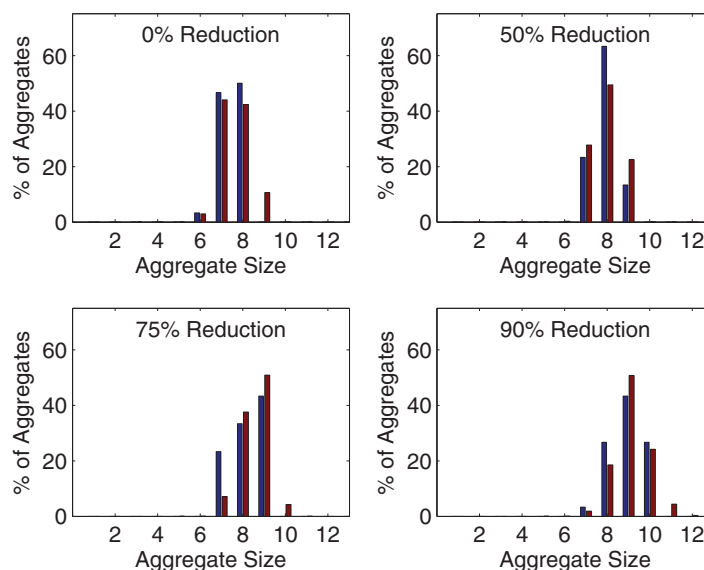 0% Reduction
% of Aggregates
60
40
20
0
2 4 6 8 10 12
Aggregate Size
50% Reduction
% of Aggregates
60
40
20
0
2 4 6 8 10 12
Aggregate Size
75% Reduction
% of Aggregates
60
40
20
0
2 4 6 8 10 12
Aggregate Size
90% Reduction
% of Aggregates
60
40
20
0
2 4 6 8 10 12
Aggregate Size